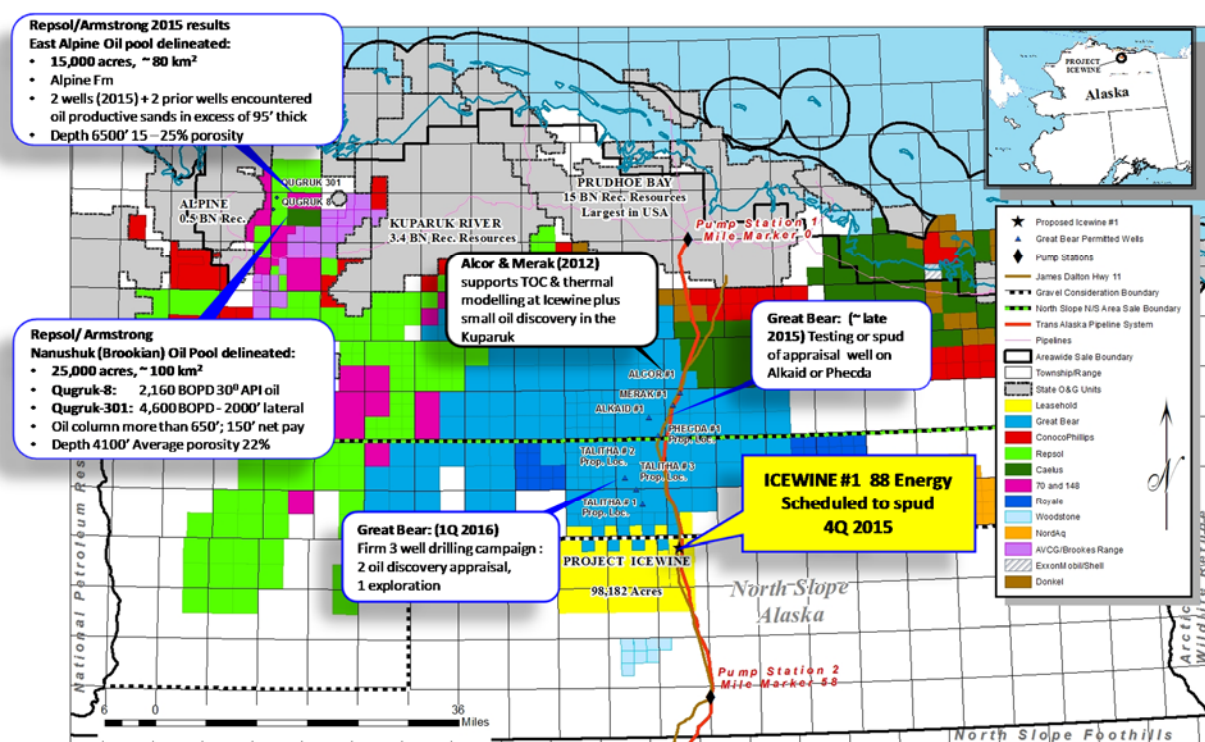 Repsol/Armstrong 2015 results
East Alpine Oil pool delineated:
• 15,000 acres, ~ 80 km²
• Alpine Fm
• 2 wells (2015) + 2 prior wells encountered
oil productive sands in excess of 95' thick
• Depth 6500' 15 – 25% porosity
PROJECT
ICEWINE
Alaska
QUGRUK 301
QUGRUK 8
ALPINE
0.5 BN Rec.
PRUDHOE BAY
15 BN Rec. Resources
Largest in USA
KUPARUK RIVER
3.4 BN Rec. Resources
Pump Station 1
Mile Marker 0
Alcor & Merak (2012)
supports TOC & thermal
modelling at Icewine plus
small oil discovery in the
Kuparuk
Great Bear: (~ late
2015) Testing or spud
of appraisal well on
Alkaid or Phecda
Repsol/ Armstrong
Nanushuk (Brookian) Oil Pool delineated:
• 25,000 acres, ~ 100 km²
• Qugruk-8: 2,160 BOPD 30⁰ API oil
• Qugruk-301: 4,600 BOPD - 2000' lateral
• Oil column more than 650'; 150' net pay
• Depth 4100' Average porosity 22%
ALCOR #1
MERAK #1
ALKAID #1
PHECDA #1
Prop. Loc.
TALITHA # 2
Prop. Loc.
TALITHA # 3
Prop. Loc.
TALITHA # 1
Prop. Loc.
ICEWINE #1 88 Energy
Scheduled to spud
4Q 2015
Great Bear: (1Q 2016)
Firm 3 well drilling campaign :
2 oil discovery appraisal,
1 exploration
PROJECT ICEWINE
98,182 Acres
North Slope
Alaska
Pump Station 2
Mile Marker 58
North Slope Foothills
National Petroleum Res
Arctic
Wildlife
6 0 36
Miles
Proposed Icewine #1
Great Bear Permitted Wells
Pump Stations
James Dalton Hwy 11
Gravel Consideration Boundary
North Slope N/S Area Sale Boundary
Trans Alaska Pipeline System
Pipelines
Areawide Sale Boundary
Township/Range
State O&G Units
Leasehold
Great Bear
ConocoPhillips
Repsol
Caelus
70 and 148
Royale
Woodstone
NordAq
AVCG/Brookes Range
ExxonMobil/Shell
Donkel
N